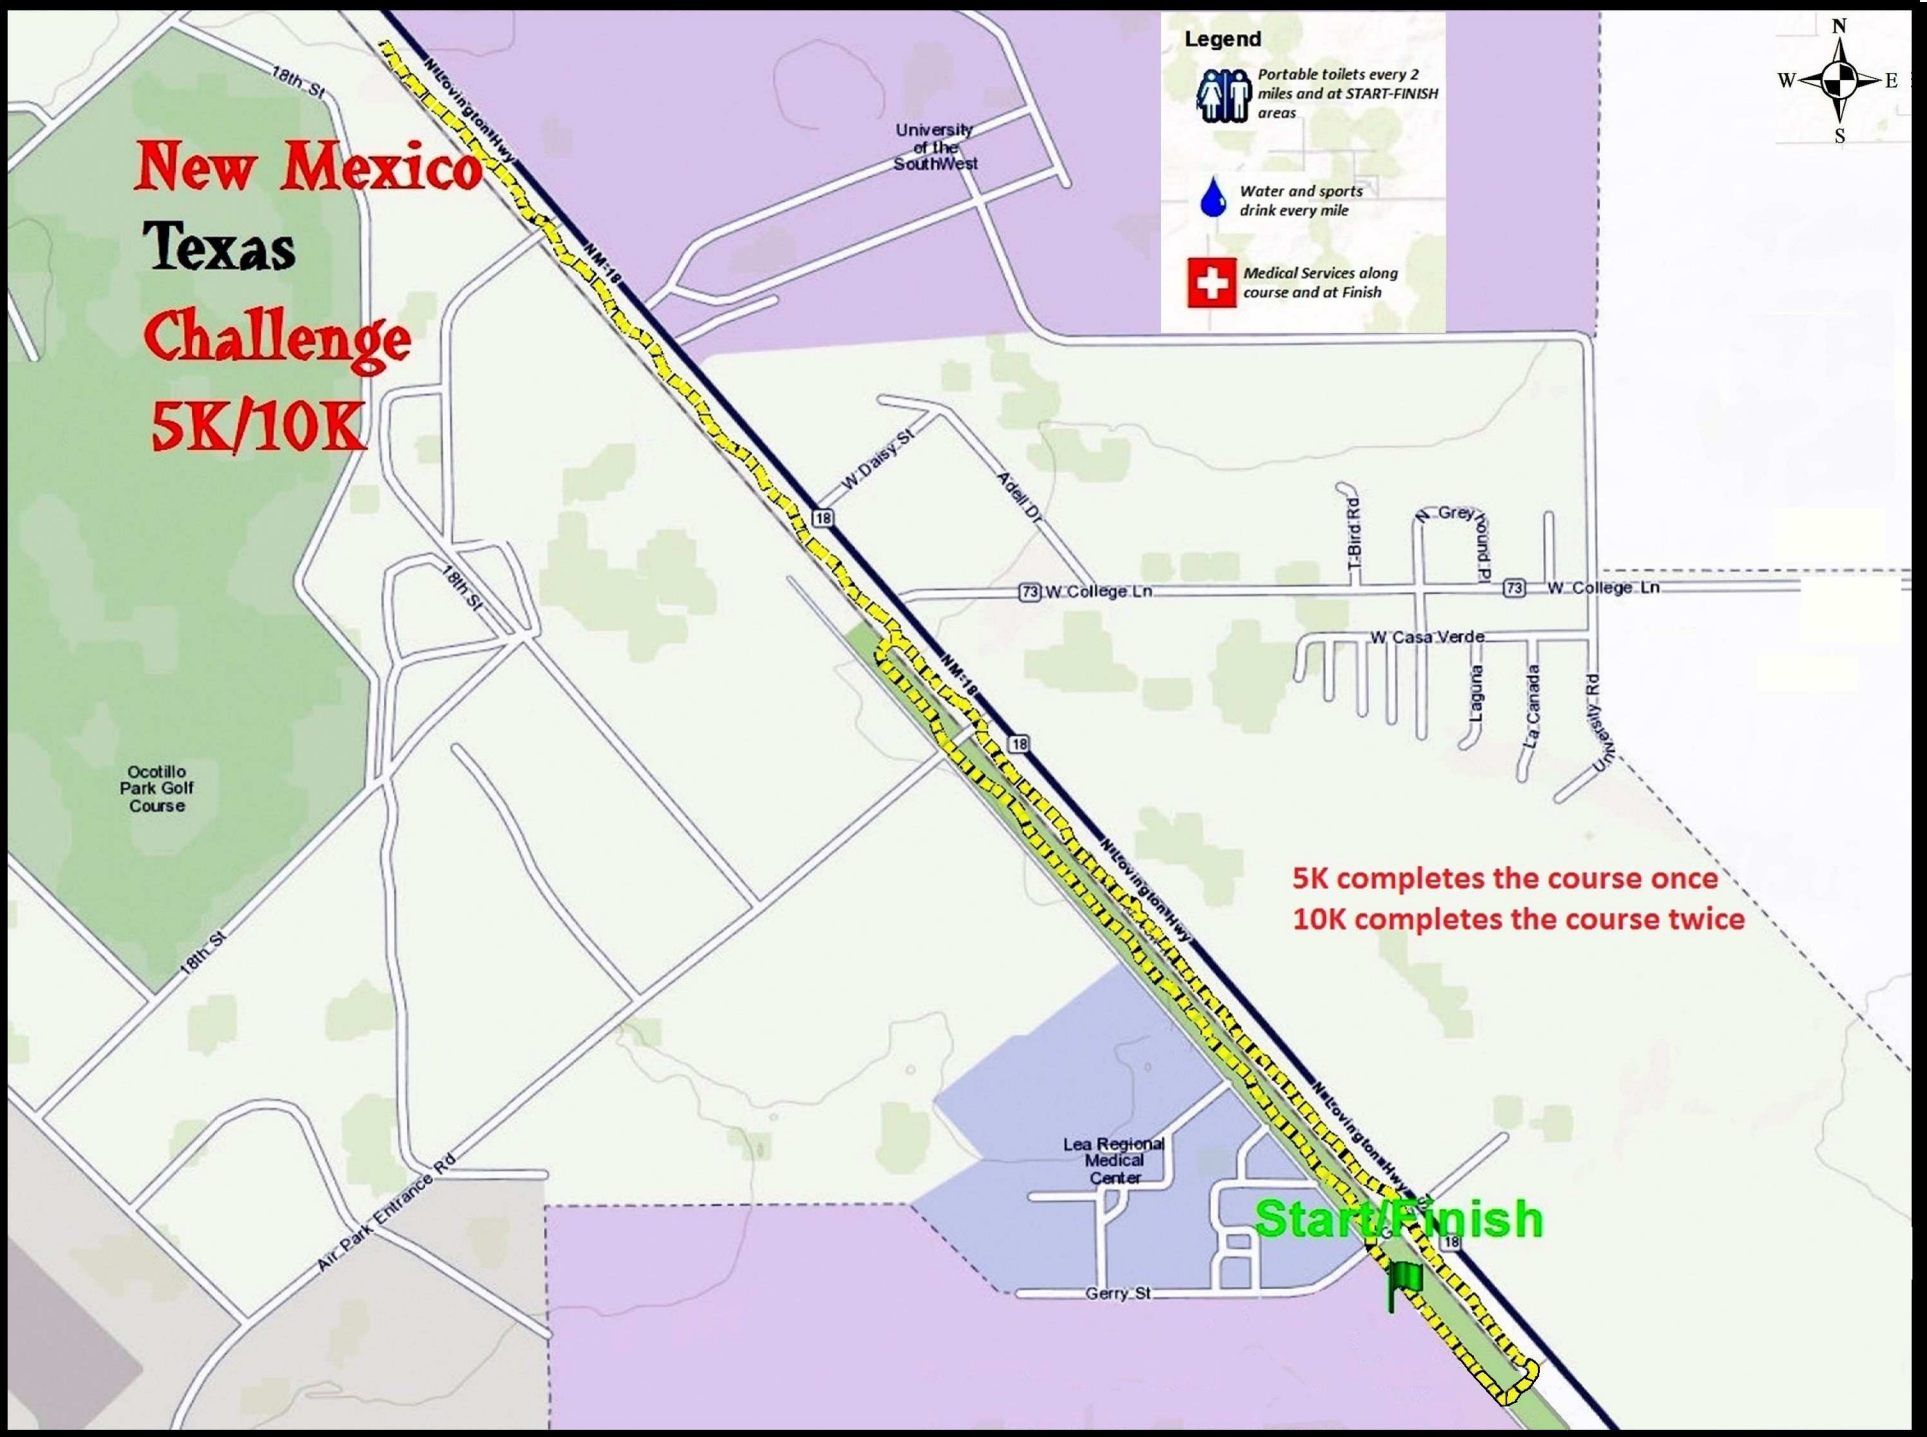 Legend
Portable toilets every 2
miles and at START-FINISH
areas
Water and sports
drink every mile
Medical Services along
course and at Finish
N
W
E
S
New Mexico
Texas
Challenge
5K/10K
18th St
N Lovington Hwy
University
of the
SouthWest
NM-18
W Daisy St
18
Adell Dr
T-Bird Rd
N Grey
hound Pl
73
W College Ln
73
W College Ln
18th St
W Casa Verde
Laguna
La Canada
University Rd
NM-18
18
Ocotillo
Park Golf
Course
N Lovington Hwy
5K completes the course once
10K completes the course twice
18th St
N Lovington Hwy
Lea Regional
Medical
Center
Air Park Entrance Rd
Start/Finish
18
Gerry St